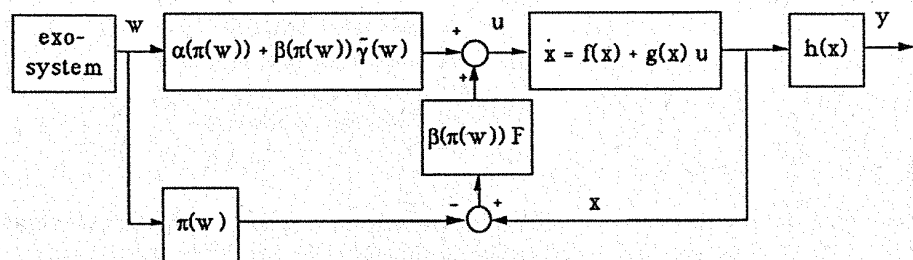 exo-
system
w
α(π(w)) + β(π(w)) γ̃(w)
+
+
u
ẋ = f(x) + g(x) u
h(x)
y
β(π(w)) F
π(w)
-
+
x